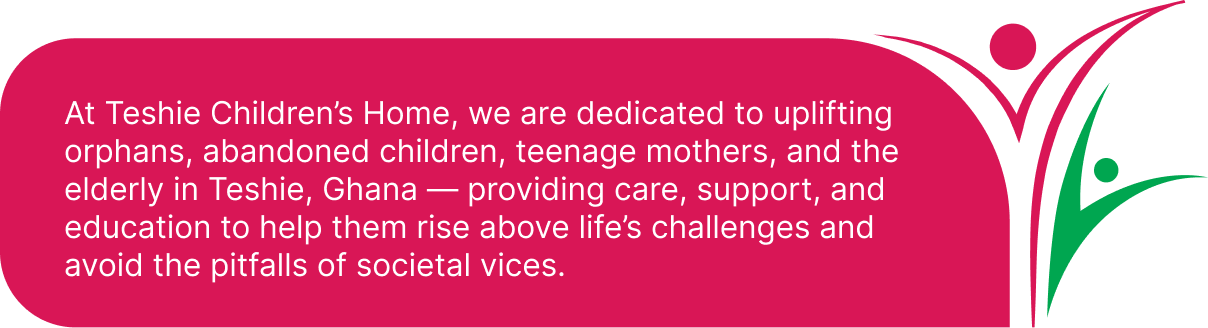 At Teshie Children’s Home, we are dedicated to uplifting
orphans, abandoned children, teenage mothers, and the
elderly in Teshie, Ghana — providing care, support, and
education to help them rise above life’s challenges and
avoid the pitfalls of societal vices.